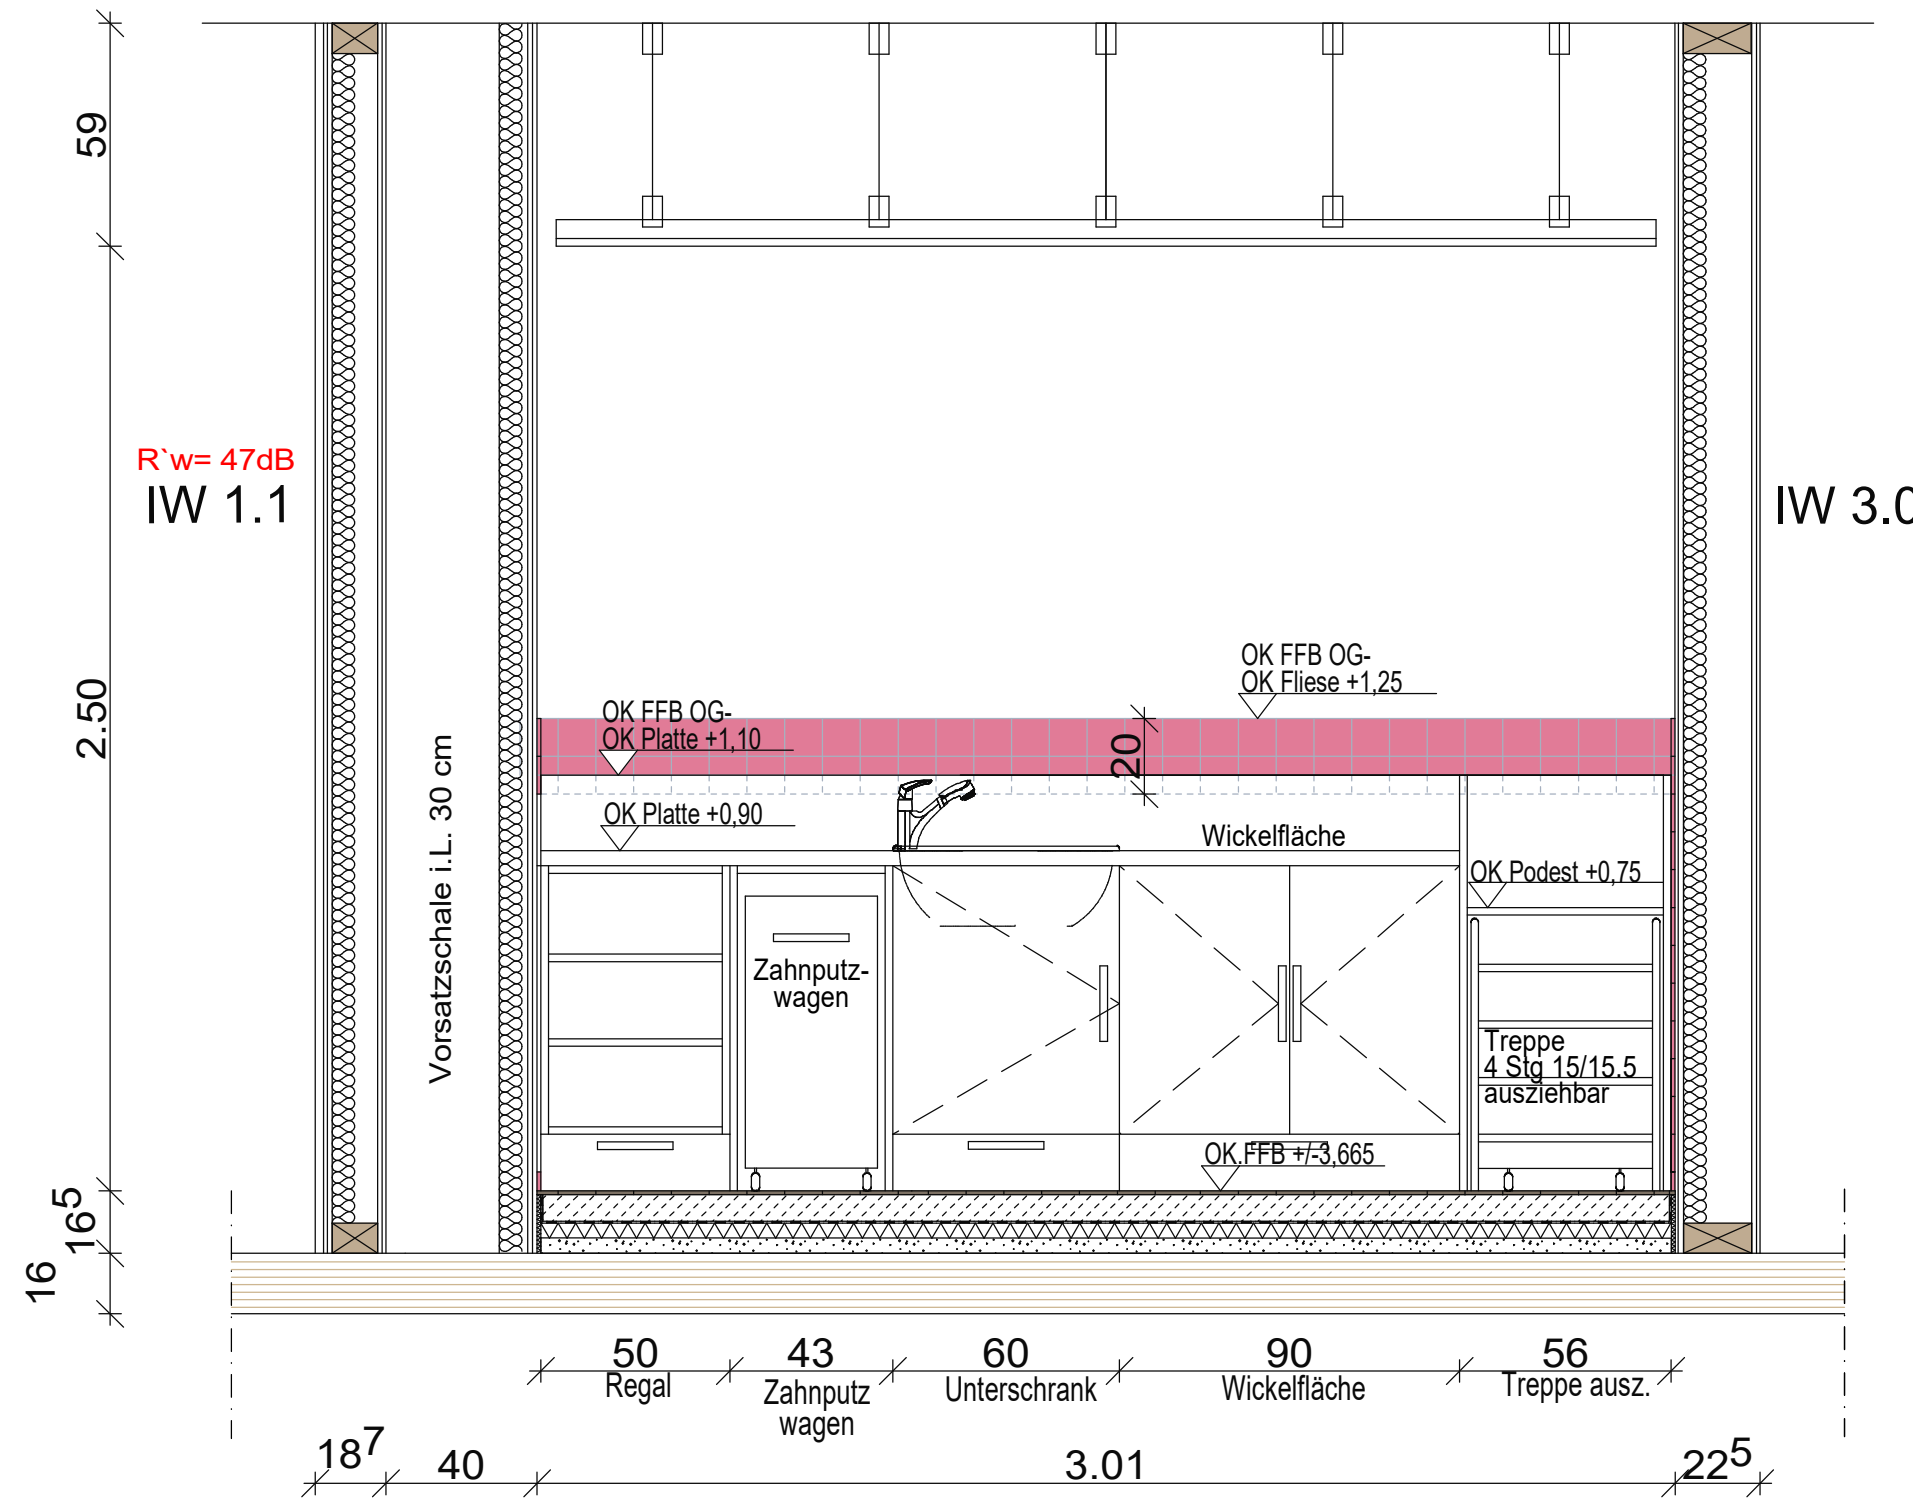 59
R`w= 47dB
IW 1.1
IW 3.0
2.50
Vorsatzschale i.L. 30 cm
OK FFB OG-
OK Fliese +1,25
OK FFB OG-
OK Platte +1,10
20
OK Platte +0,90
Wickelfläche
OK Podest +0,75
Zahnputz-
wagen
Treppe
4 Stg 15/15.5
ausziehbar
OK.FFB +/-3,665
16⁵
16
50
43
60
90
56
Regal
Zahnputz
wagen
Unterschrank
Wickelfläche
Treppe ausz.
18⁷
40
3.01
22⁵